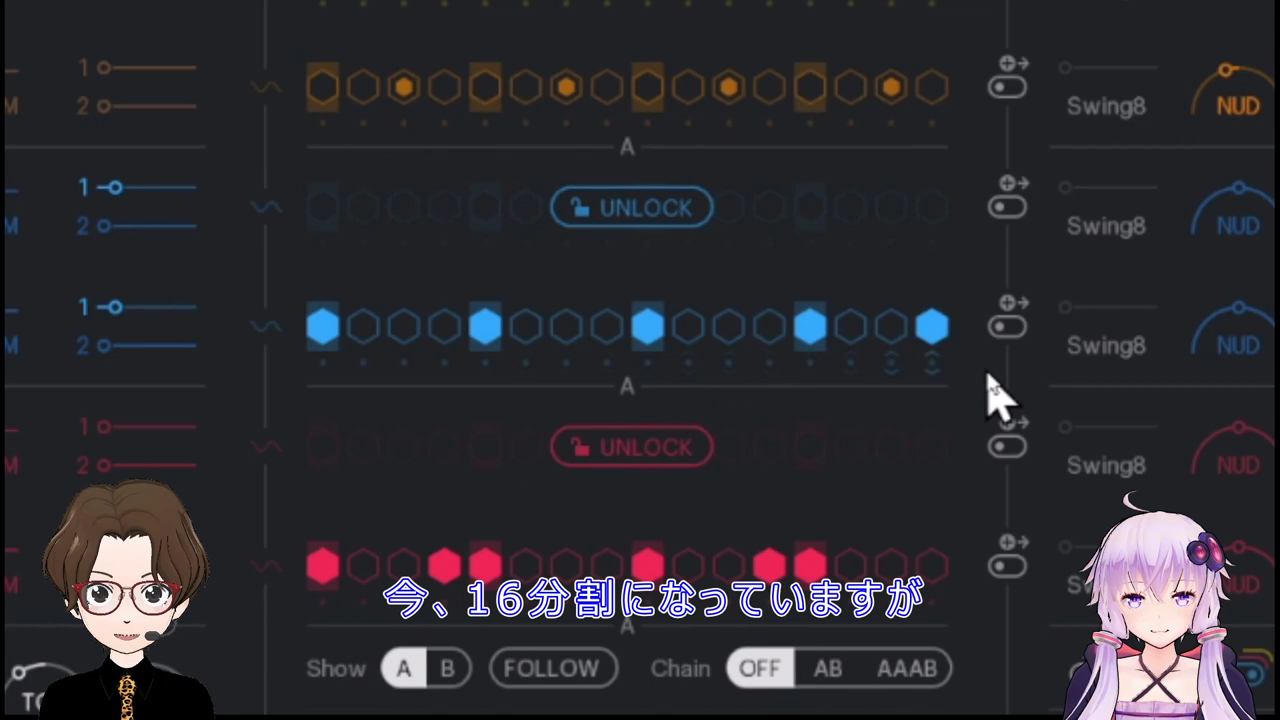 1
M
2
Swing8
NUD
A
1
M
2
UNLOCK
Swing8
NUD
1
M
2
Swing8
NUD
A
1
M
2
UNLOCK
Swing8
NUD
M
今、16分割になっていますが
A
Show A B FOLLOW Chain OFF AB AAAB